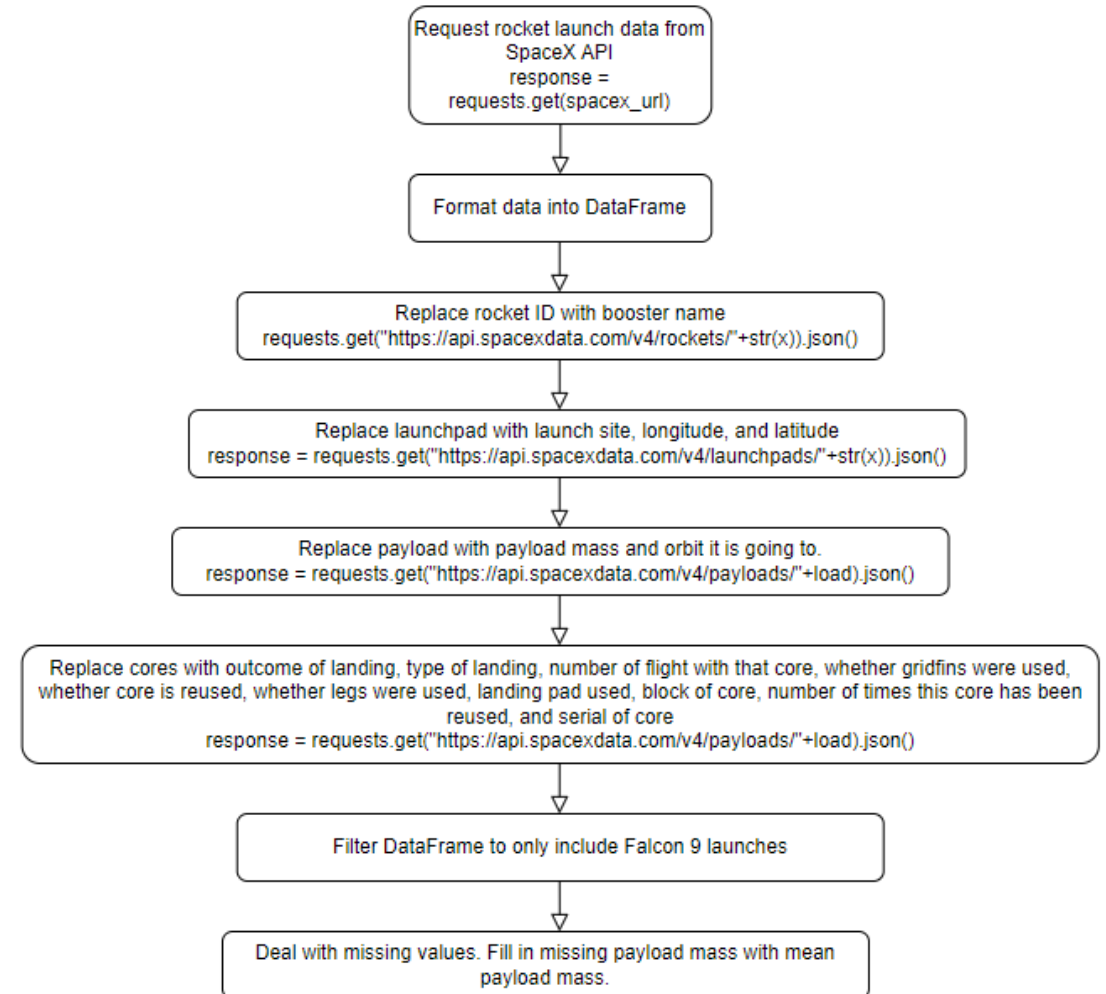 Request rocket launch data from
SpaceX API
response =
requests.get(spacex_url)
Format data into DataFrame
Replace rocket ID with booster name
requests.get("https://api.spacexdata.com/v4/rockets/"+str(x)).json()
Replace launchpad with launch site, longitude, and latitude
response = requests.get("https://api.spacexdata.com/v4/launchpads/"+str(x)).json()
Replace payload with payload mass and orbit it is going to.
response = requests.get("https://api.spacexdata.com/v4/payloads/"+load).json()
Replace cores with outcome of landing, type of landing, number of flight with that core, whether gridfins were used,
whether core is reused, whether legs were used, landing pad used, block of core, number of times this core has been
reused, and serial of core
response = requests.get("https://api.spacexdata.com/v4/payloads/"+load).json()
Filter DataFrame to only include Falcon 9 launches
Deal with missing values. Fill in missing payload mass with mean
payload mass.